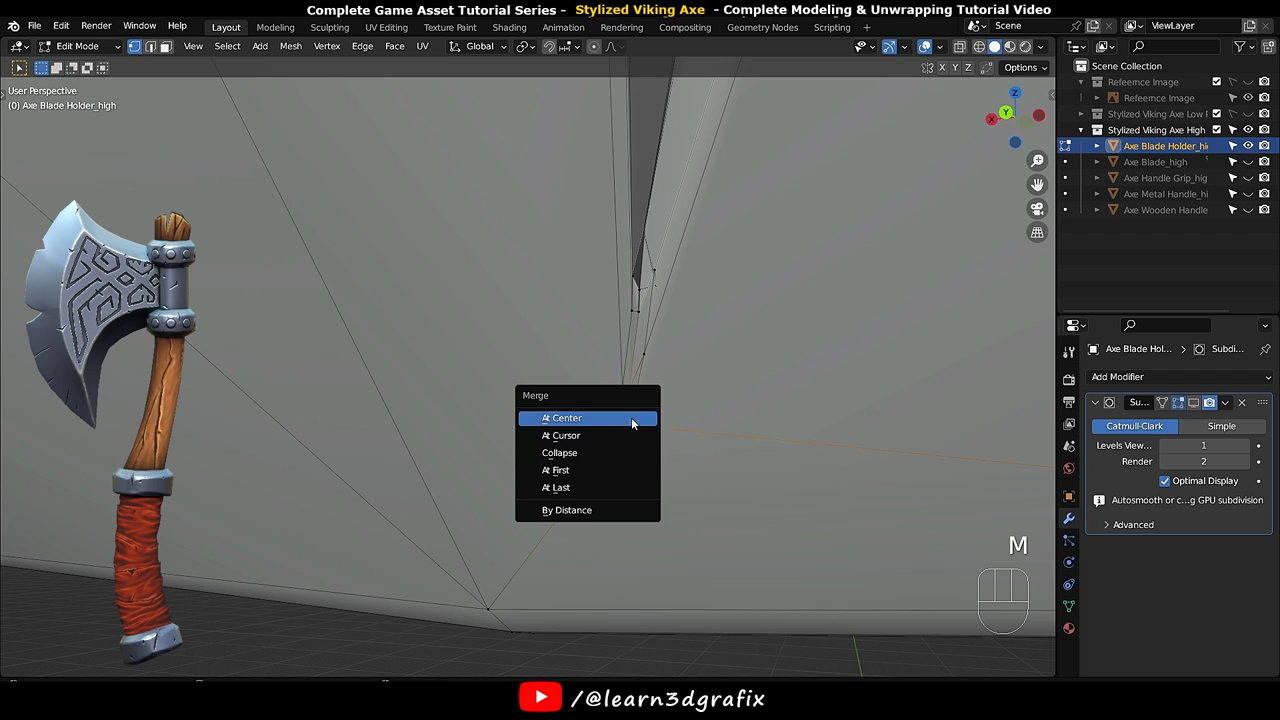 Complete Game Asset Tutorial Series - Stylized Viking Axe - Complete Modeling & Unwrapping Tutorial Video
File Edit Render Window Help Layout Modeling Sculpting UV Editing Texture Paint Shading Animation Rendering Compositing Geometry Nodes Scripting Scene ViewLayer
Edit Mode View Select Add Mesh Vertex Edge Face UV Global
X Y Z Options
User Perspective
(0) Axe Blade Holder_high
Z
Y
X
Scene Collection
Refeernce Image
Refeernce Image
Stylized Viking Axe Low
Stylized Viking Axe High
Axe Blade Holder_hi
Axe Blade_high
Axe Handle Grip_hig
Axe Metal Handle_hi
Axe Wooden Handle
Axe Blade Hol... Subdi...
Add Modifier
Su...
Catmull-Clark Simple
Levels View... 1
Render 2
Optimal Display
Autosmooth or c...g GPU subdivision
Advanced
Merge
At Center
At Cursor
Collapse
At First
At Last
By Distance
M
/@learn3dgrafix